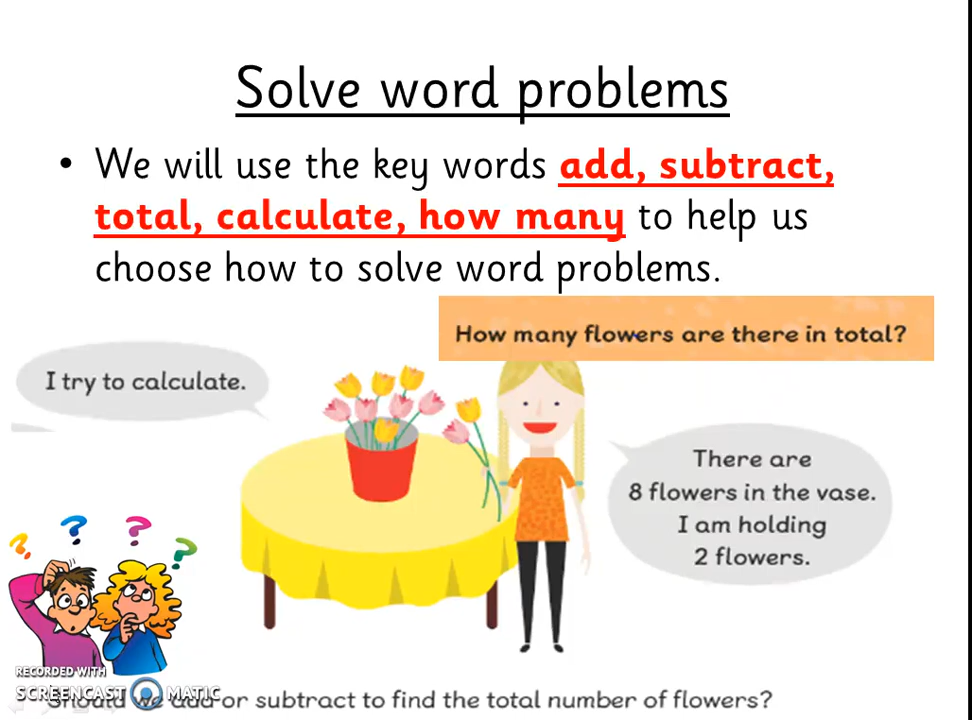 Solve word problems
• We will use the key words add, subtract,
total, calculate, how many to help us
choose how to solve word problems.
How many flowers are there in total?
I try to calculate.
There are
8 flowers in the vase.
I am holding
2 flowers.
? ? ? ?
RECORDED WITH
SCREENCAST MATIC
Should we add or subtract to find the total number of flowers?